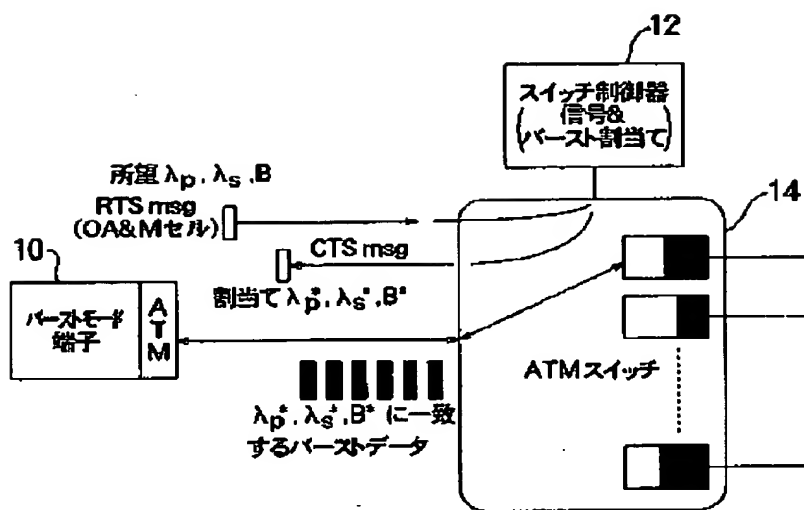 12
スイッチ制御器
信号&
バースト割当て
14
所望 λp, λs, B
RTS msg
(OA&Mセル)
CTS msg
割当て λp*, λs*, B*
10
バーストモード
端子
ATM
ATMスイッチ
λp*, λs*, B* に一致
するバーストデータ